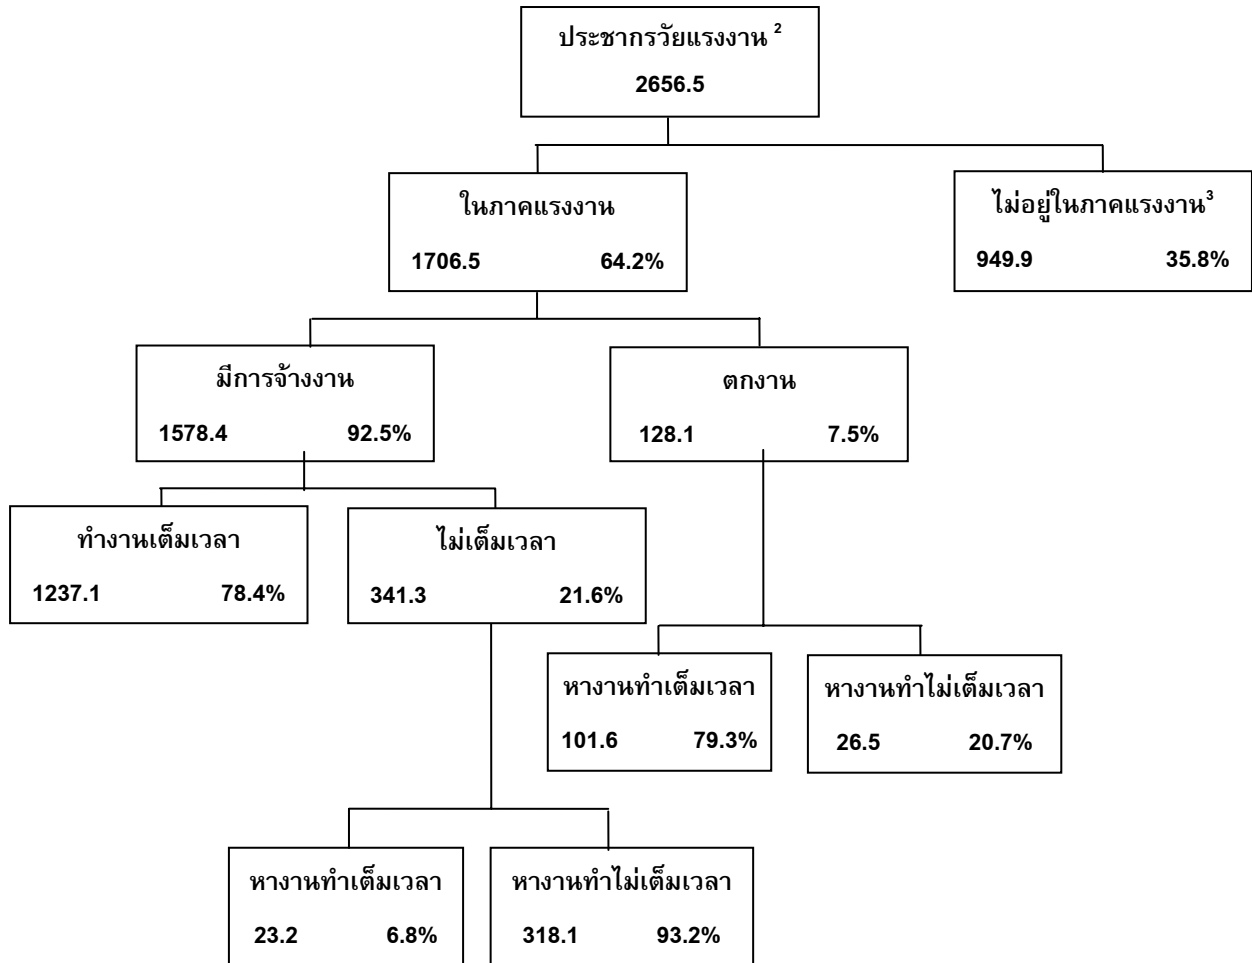 ประชากรวัยแรงงาน ²
2656.5
ในภาคแรงงาน
1706.5 64.2%
ไม่อยู่ในภาคแรงงาน³
949.9 35.8%
มีการจ้างงาน
1578.4 92.5%
ตกงาน
128.1 7.5%
ทำงานเต็มเวลา
1237.1 78.4%
ไม่เต็มเวลา
341.3 21.6%
หางานทำเต็มเวลา
101.6 79.3%
หางานทำไม่เต็มเวลา
26.5 20.7%
หางานทำเต็มเวลา
23.2 6.8%
หางานทำไม่เต็มเวลา
318.1 93.2%